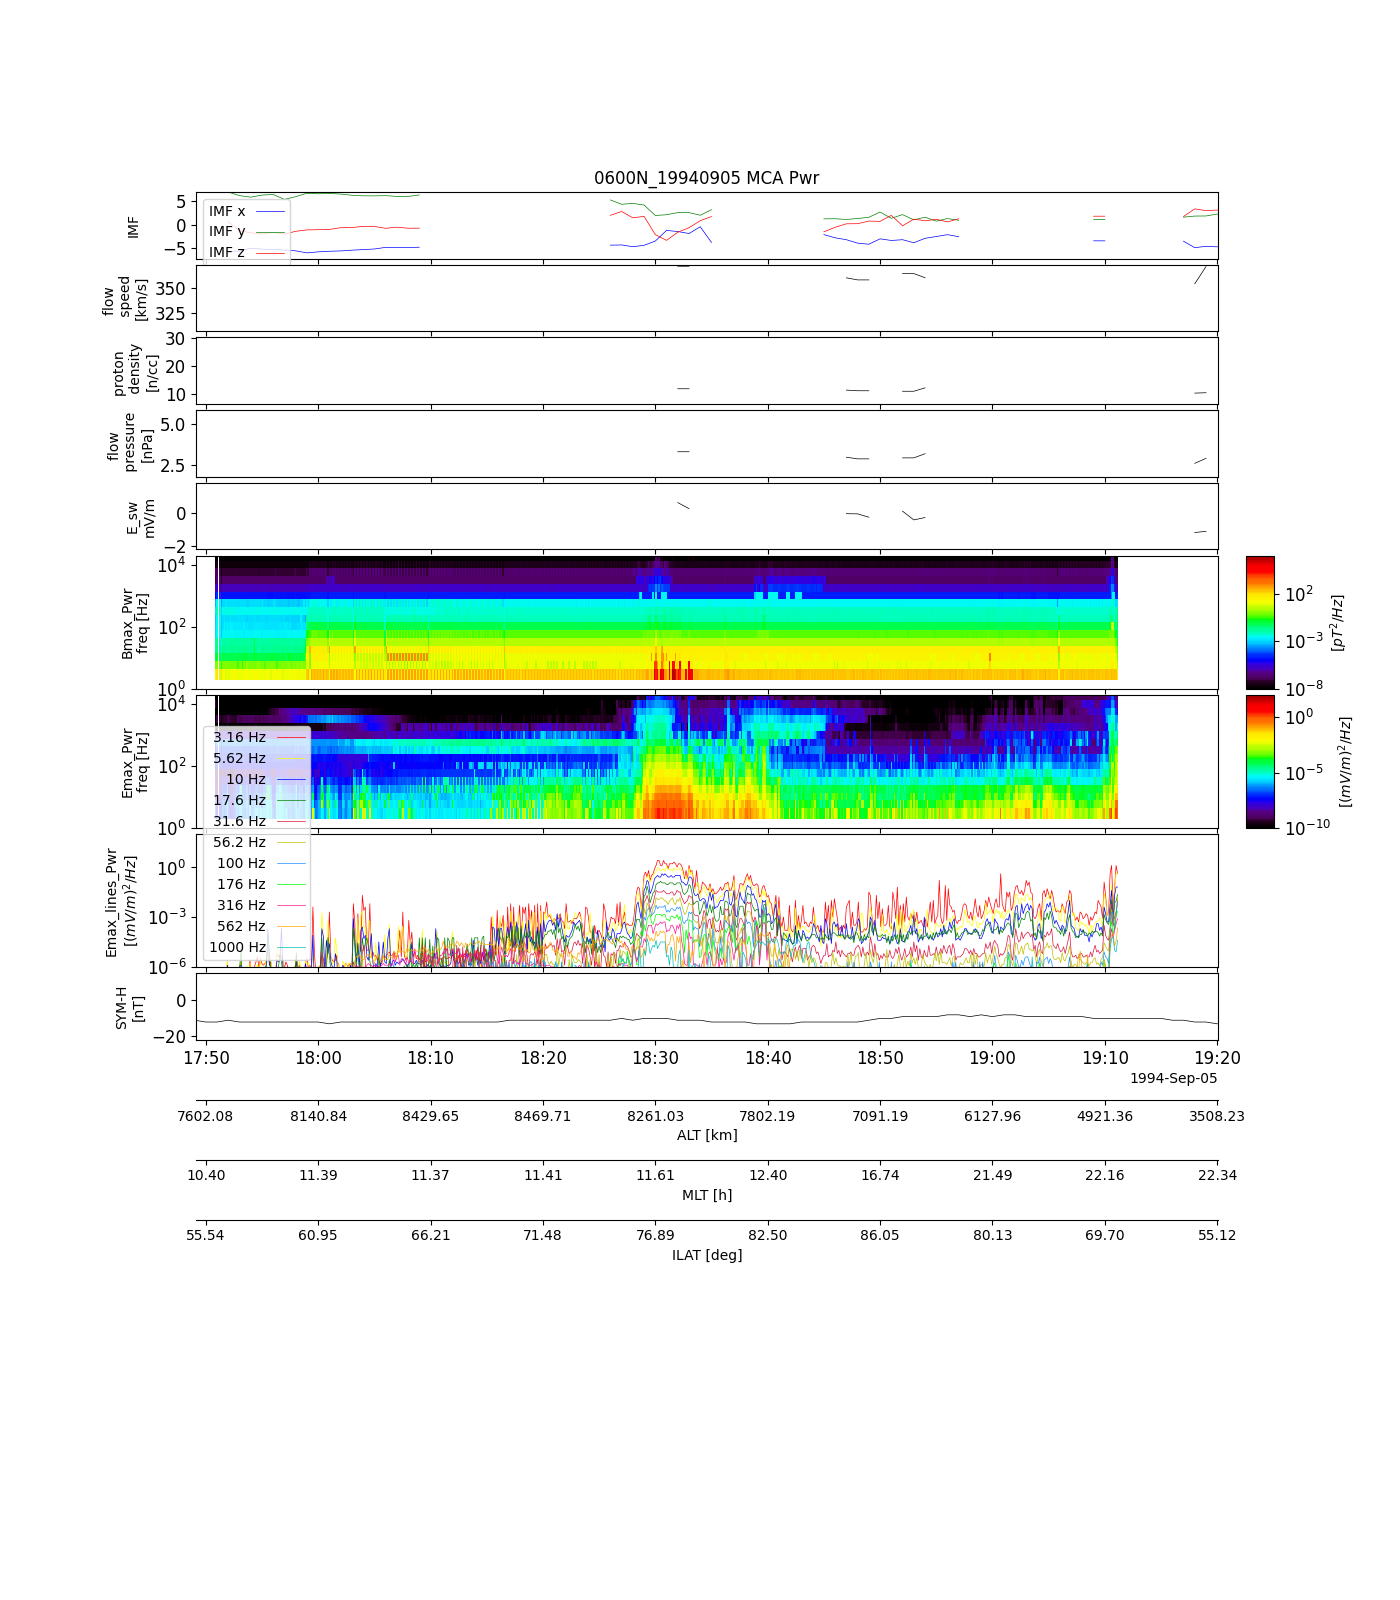 0600N_19940905 MCA Pwr
IMF
5
0
−5
IMF x
IMF y
IMF z
flow
speed
[km/s]
350
325
proton
density
[n/cc]
30
20
10
flow
pressure
[nPa]
5.0
2.5
E_sw
mV/m
0
−2
Bmax_Pwr
freq [Hz]
10^4
10^2
10^0
10^2
10^−3
10^−8
[pT^2/Hz]
Emax_Pwr
freq [Hz]
10^4
10^2
10^0
10^0
10^−5
10^−10
[(mV/m)^2/Hz]
3.16 Hz
5.62 Hz
10 Hz
17.6 Hz
31.6 Hz
56.2 Hz
100 Hz
176 Hz
316 Hz
562 Hz
1000 Hz
Emax_lines_Pwr
[(mV/m)^2/Hz]
10^0
10^−3
10^−6
SYM-H
[nT]
0
−20
17:50 18:00 18:10 18:20 18:30 18:40 18:50 19:00 19:10 19:20
1994-Sep-05
7602.08 8140.84 8429.65 8469.71 8261.03 7802.19 7091.19 6127.96 4921.36 3508.23
ALT [km]
10.40 11.39 11.37 11.41 11.61 12.40 16.74 21.49 22.16 22.34
MLT [h]
55.54 60.95 66.21 71.48 76.89 82.50 86.05 80.13 69.70 55.12
ILAT [deg]